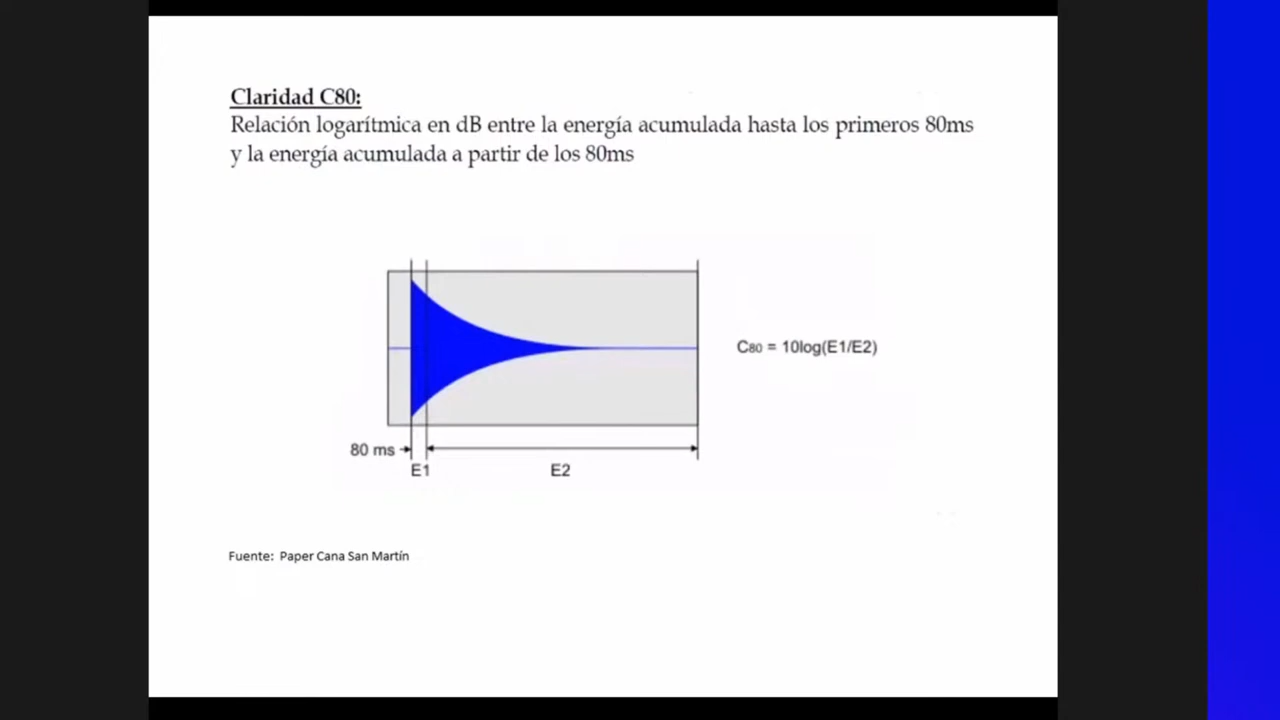 Claridad C80:
Relación logarítmica en dB entre la energía acumulada hasta los primeros 80ms
y la energía acumulada a partir de los 80ms
C80 = 10log(E1/E2)
80 ms
E1
E2
Fuente: Paper Cana San Martín